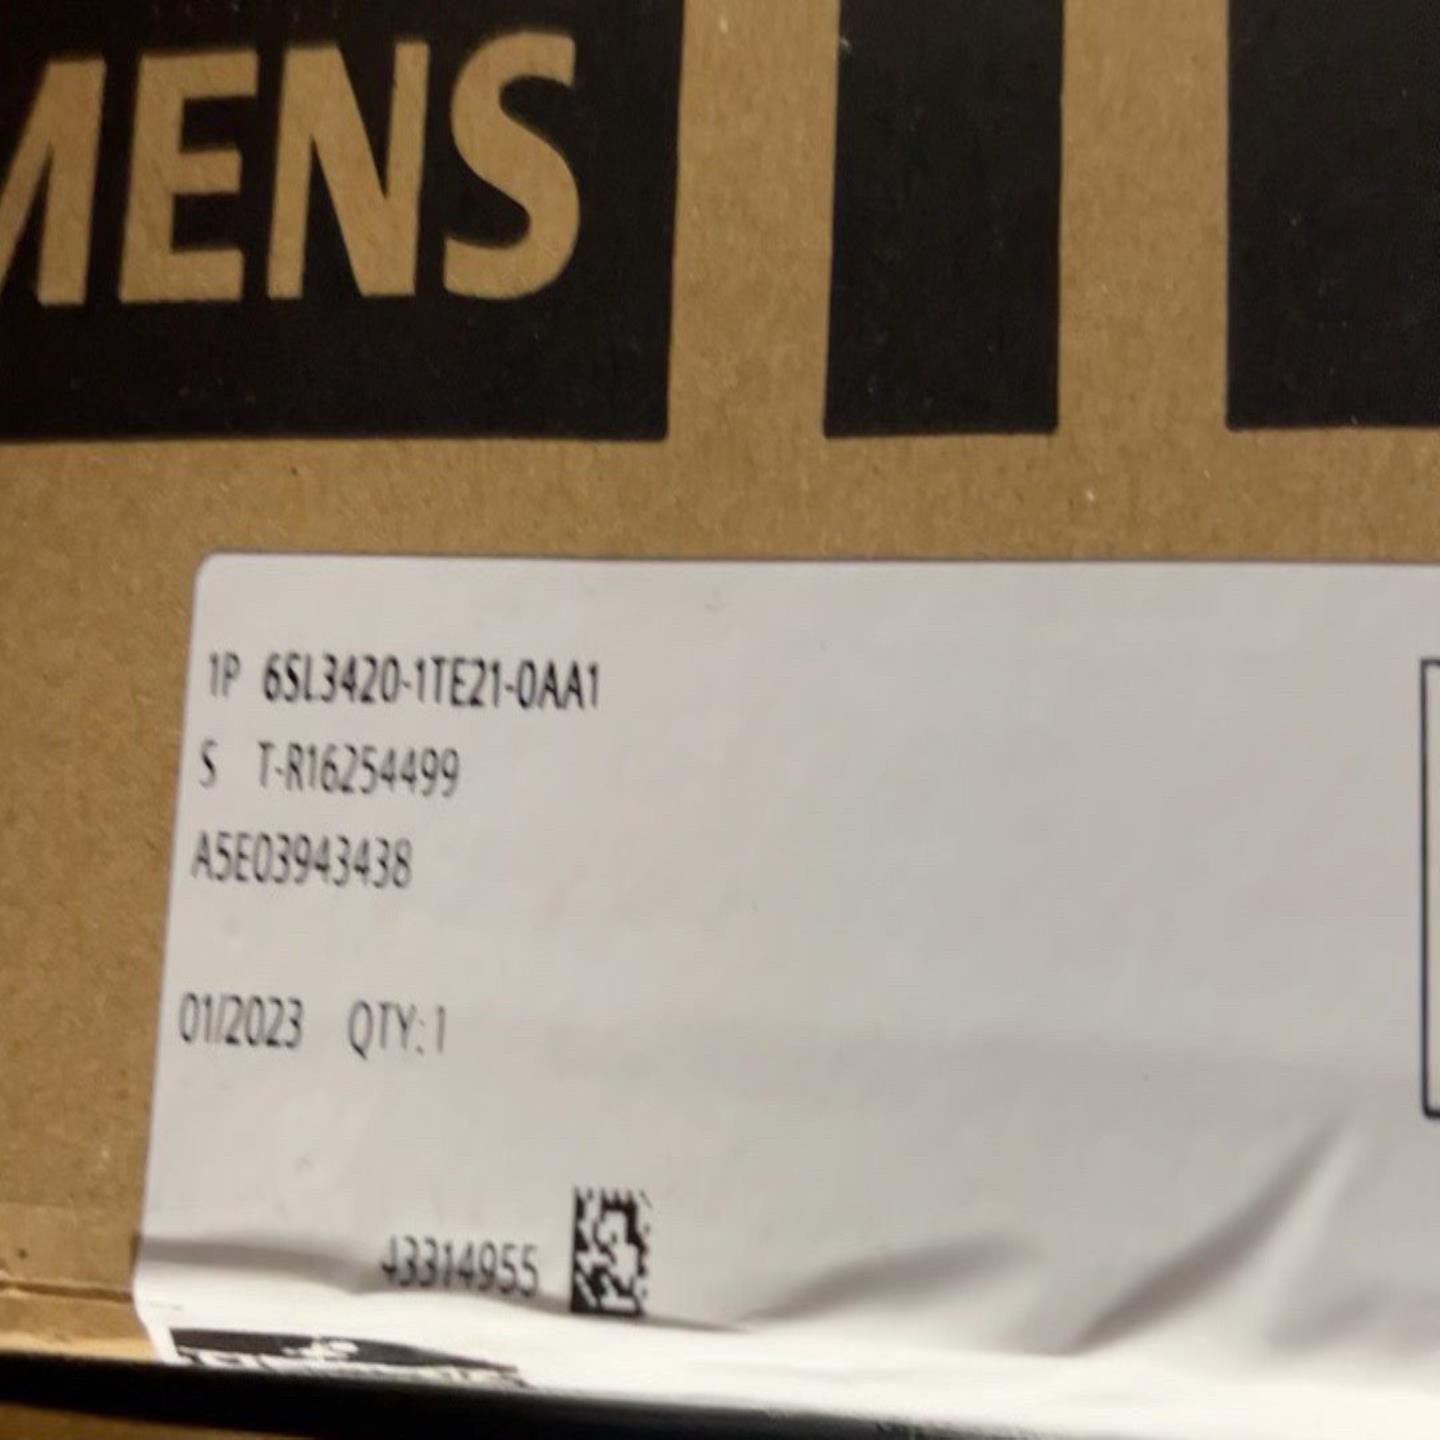 MENS
1P 6SL3420-1TE21-0AA1
S T-R16254499
A5E03943438
01/2023 QTY:1
43314955